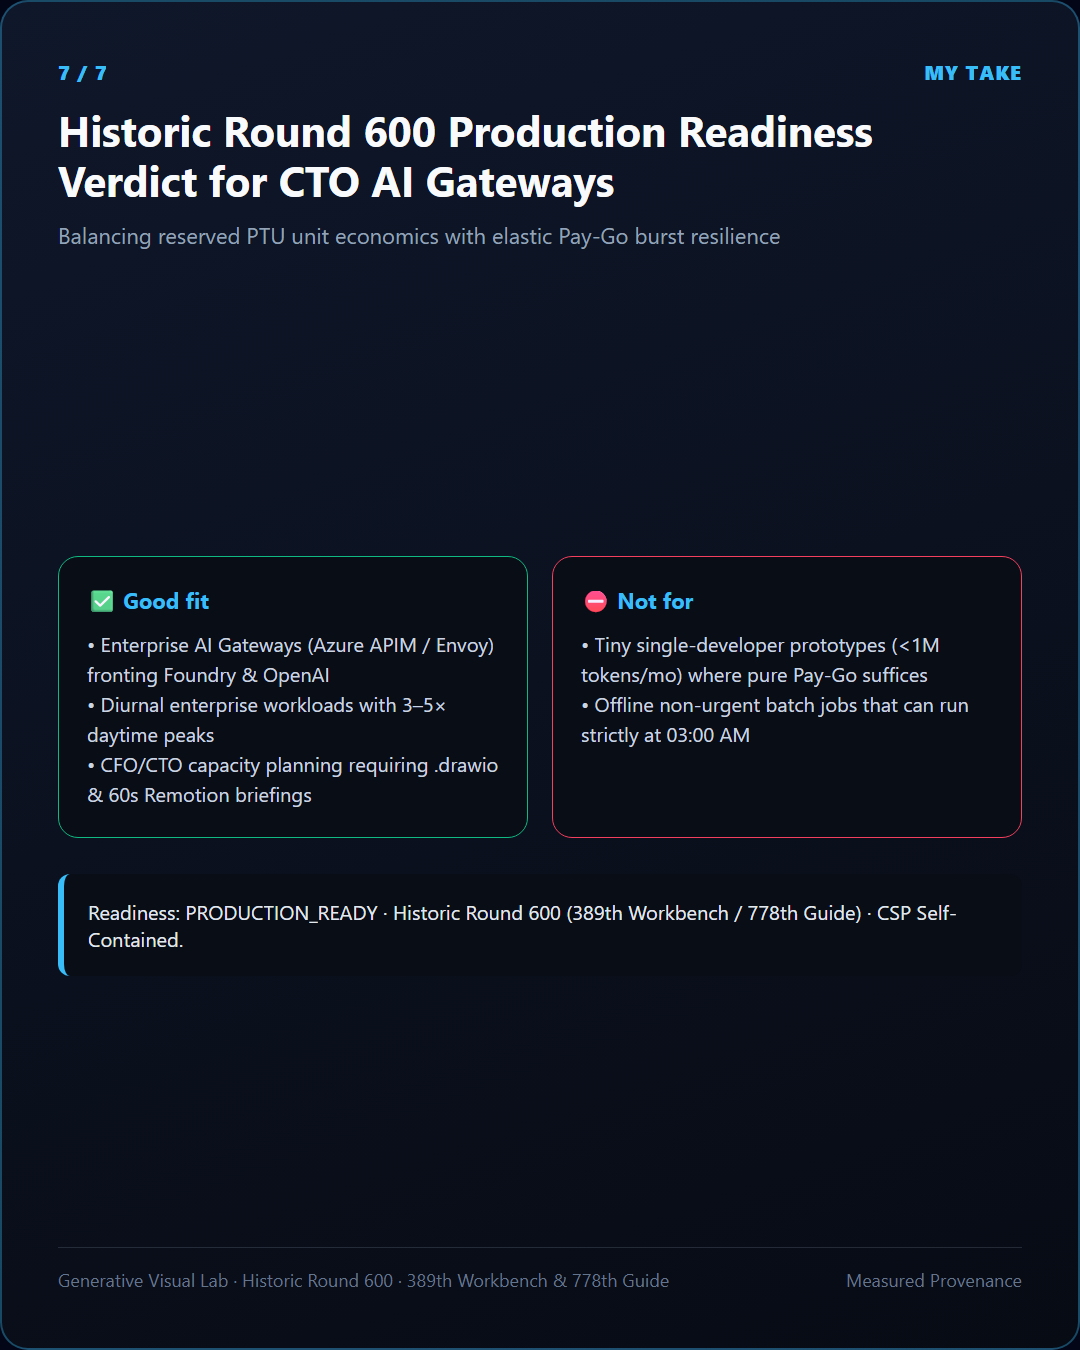 7 / 7
MY TAKE
Historic Round 600 Production Readiness
Verdict for CTO AI Gateways
Balancing reserved PTU unit economics with elastic Pay-Go burst resilience
✅ Good fit
• Enterprise AI Gateways (Azure APIM / Envoy)
fronting Foundry & OpenAI
• Diurnal enterprise workloads with 3–5×
daytime peaks
• CFO/CTO capacity planning requiring .drawio
& 60s Remotion briefings
⛔ Not for
• Tiny single-developer prototypes (<1M
tokens/mo) where pure Pay-Go suffices
• Offline non-urgent batch jobs that can run
strictly at 03:00 AM
Readiness: PRODUCTION_READY · Historic Round 600 (389th Workbench / 778th Guide) · CSP Self-
Contained.
Generative Visual Lab · Historic Round 600 · 389th Workbench & 778th Guide
Measured Provenance